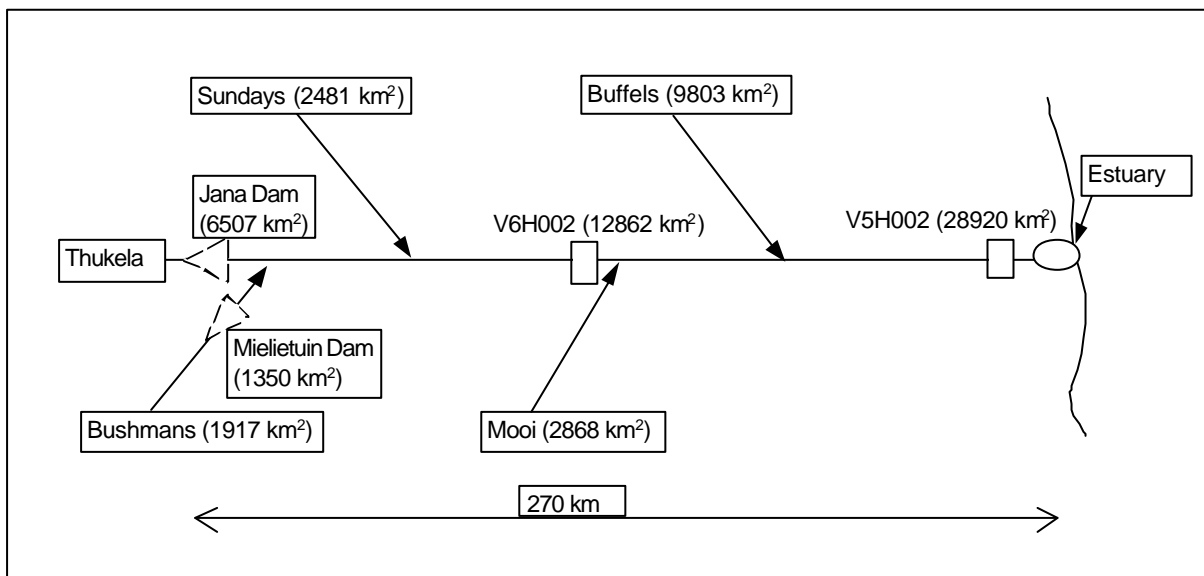 Sundays (2481 km²)
Buffels (9803 km²)
Jana Dam
(6507 km²)
V6H002 (12862 km²)
V5H002 (28920 km²)
Estuary
Thukela
Mielietuin Dam
(1350 km²)
Bushmans (1917 km²)
Mooi (2868 km²)
270 km